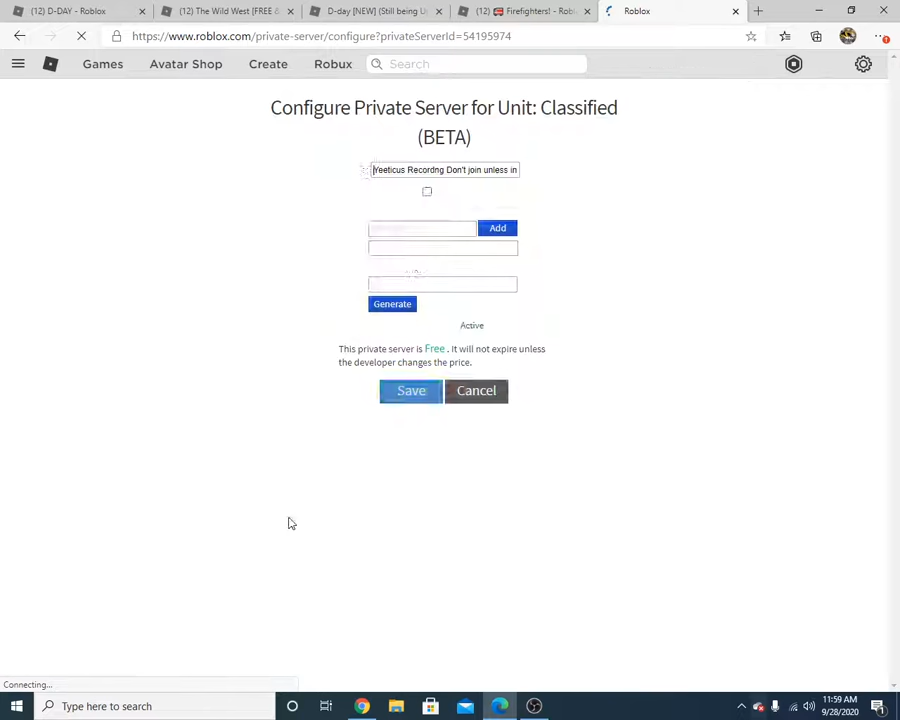 (12) D-DAY - Roblox
(12) The Wild West [FREE &
D-day [NEW] (Still being Up
(12) 🚒 Firefighters! - Robl
Roblox
https://www.roblox.com/private-server/configure?privateServerId=54195974
Games
Avatar Shop
Create
Robux
Search
Configure Private Server for Unit: Classified
(BETA)
Yeeticus Recordng Don't join unless in
Add
Generate
Active
This private server is Free . It will not expire unless
the developer changes the price.
Save
Cancel
Connecting...
Type here to search
11:59 AM
9/28/2020